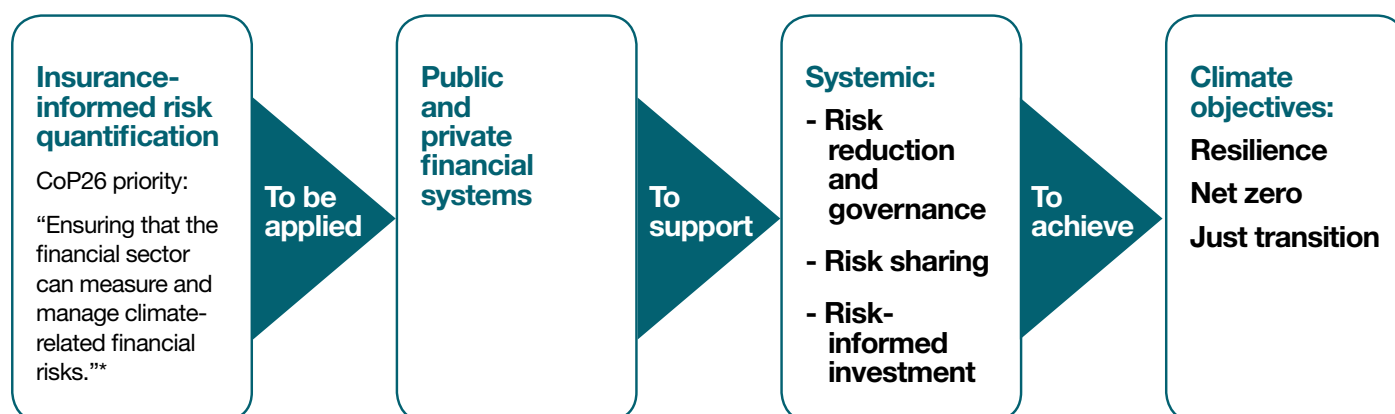 Insurance-
informed risk
quantification
CoP26 priority:
“Ensuring that the
financial sector
can measure and
manage climate-
related financial
risks.”*
To be
applied
Public
and
private
financial
systems
To
support
Systemic:
- Risk
reduction
and
governance
- Risk sharing
- Risk-
informed
investment
To
achieve
Climate
objectives:
Resilience
Net zero
Just transition